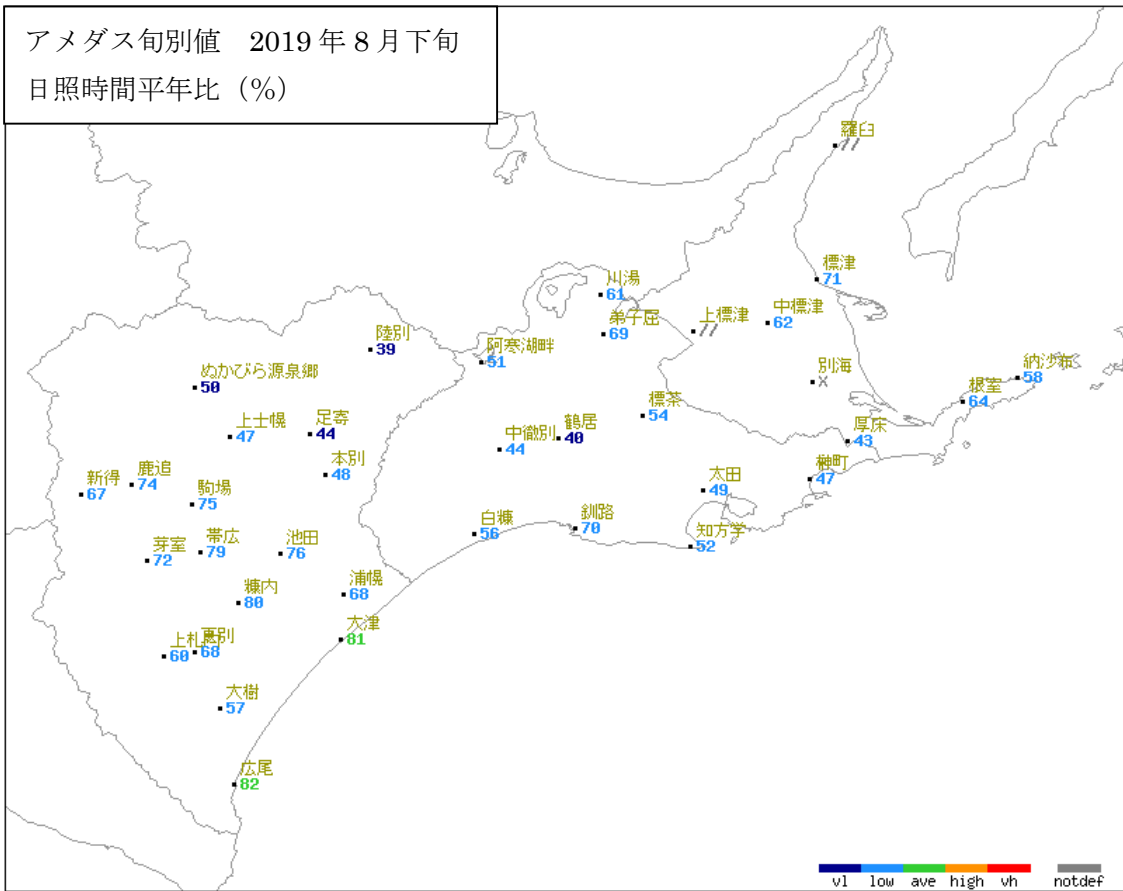 アメダス旬別値 2019年8月下旬
日照時間平年比（%）
羅臼
//
標津
71
川湯
61
中標津
62
上標津
//
弟子屈
69
陸別
39
阿寒湖畔
51
別海
×
納沙布
58
ぬかびら源泉郷
50
根室
64
標茶
54
上士幌
47
足寄
44
鶴居
40
中徹別
44
厚床
43
本別
48
榊町
47
新得
67
鹿追
74
駒場
75
太田
49
白糠
56
釧路
70
知方学
52
芽室
72
帯広
79
池田
76
糠内
80
浦幌
68
大津
81
上札
60
更別
68
大樹
57
広尾
82
vl low ave high vh notdef